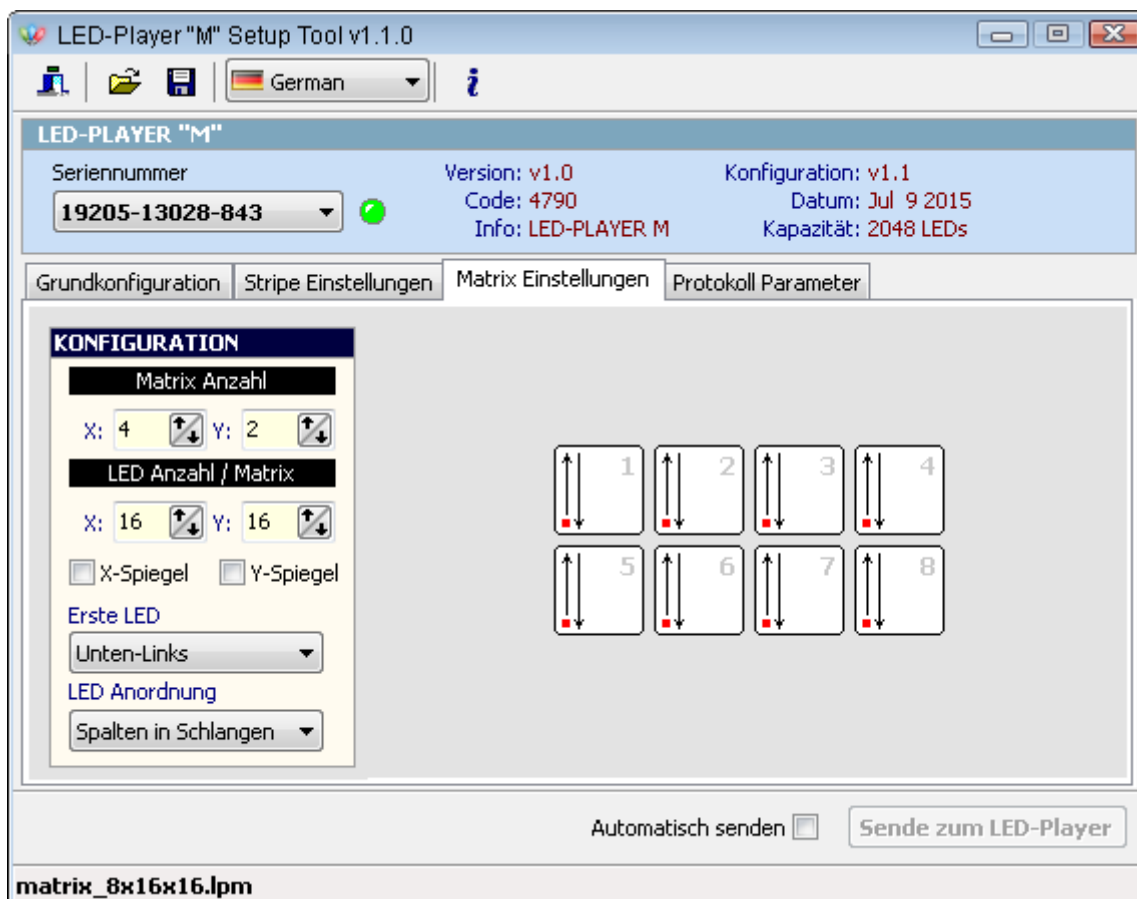 LED-Player "M" Setup Tool v1.1.0
German
LED-PLAYER "M"
Seriennummer
19205-13028-843
Version: v1.0
Code: 4790
Info: LED-PLAYER M
Konfiguration: v1.1
Datum: Jul 9 2015
Kapazität: 2048 LEDs
Grundkonfiguration Stripe Einstellungen Matrix Einstellungen Protokoll Parameter
KONFIGURATION
Matrix Anzahl
X: 4 Y: 2
LED Anzahl / Matrix
X: 16 Y: 16
X-Spiegel Y-Spiegel
Erste LED
Unten-Links
LED Anordnung
Spalten in Schlangen
1 2 3 4
5 6 7 8
Automatisch senden Sende zum LED-Player
matrix_8x16x16.lpm